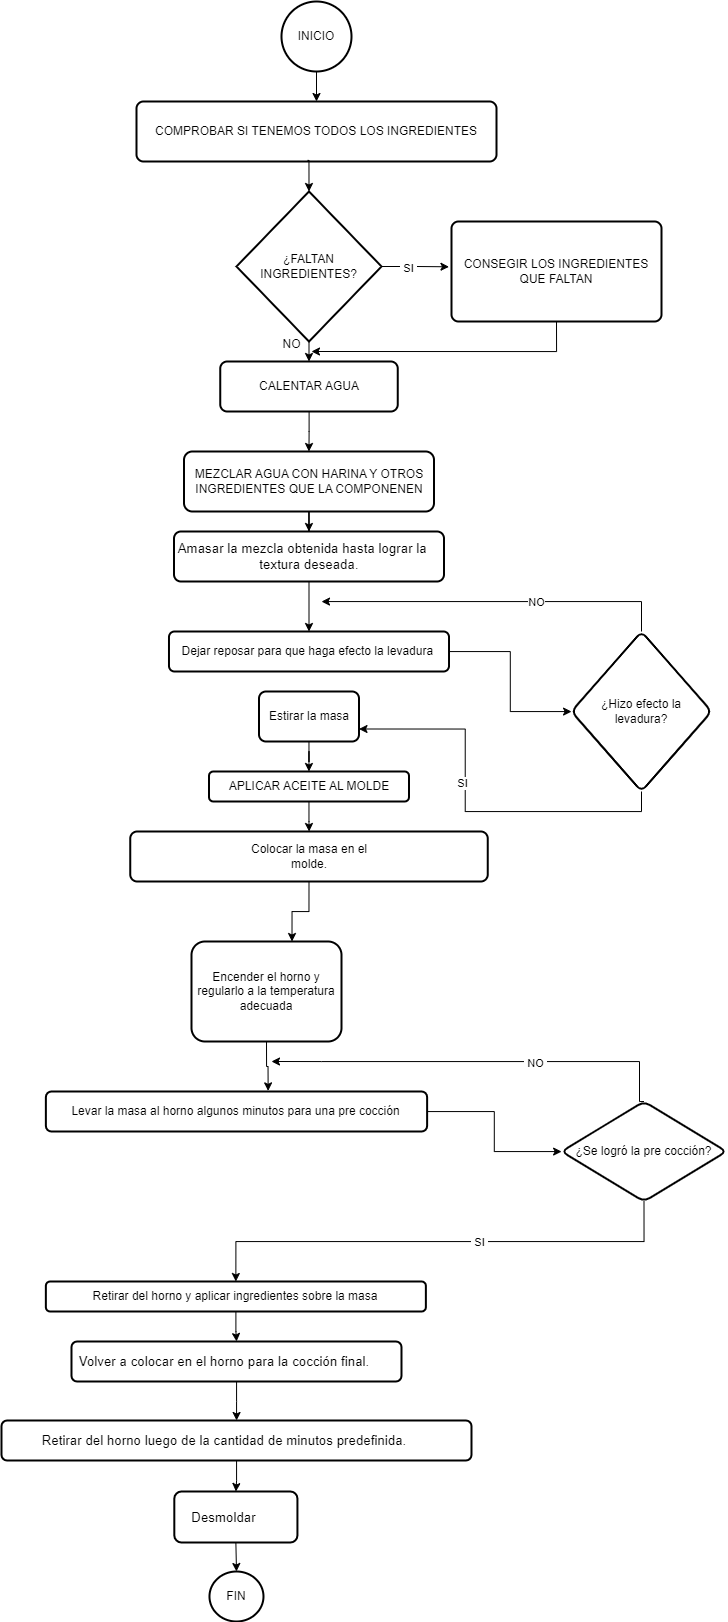 INICIO
COMPROBAR SI TENEMOS TODOS LOS INGREDIENTES
¿FALTAN
INGREDIENTES?
SI
CONSEGIR LOS INGREDIENTES
QUE FALTAN
NO
CALENTAR AGUA
MEZCLAR AGUA CON HARINA Y OTROS
INGREDIENTES QUE LA COMPONENEN
Amasar la mezcla obtenida hasta lograr la
textura deseada.
NO
Dejar reposar para que haga efecto la levadura
¿Hizo efecto la
levadura?
Estirar la masa
SI
APLICAR ACEITE AL MOLDE
Colocar la masa en el
molde.
Encender el horno y
regularlo a la temperatura
adecuada
NO
Levar la masa al horno algunos minutos para una pre cocción
¿Se logró la pre cocción?
SI
Retirar del horno y aplicar ingredientes sobre la masa
Volver a colocar en el horno para la cocción final.
Retirar del horno luego de la cantidad de minutos predefinida.
Desmoldar
FIN